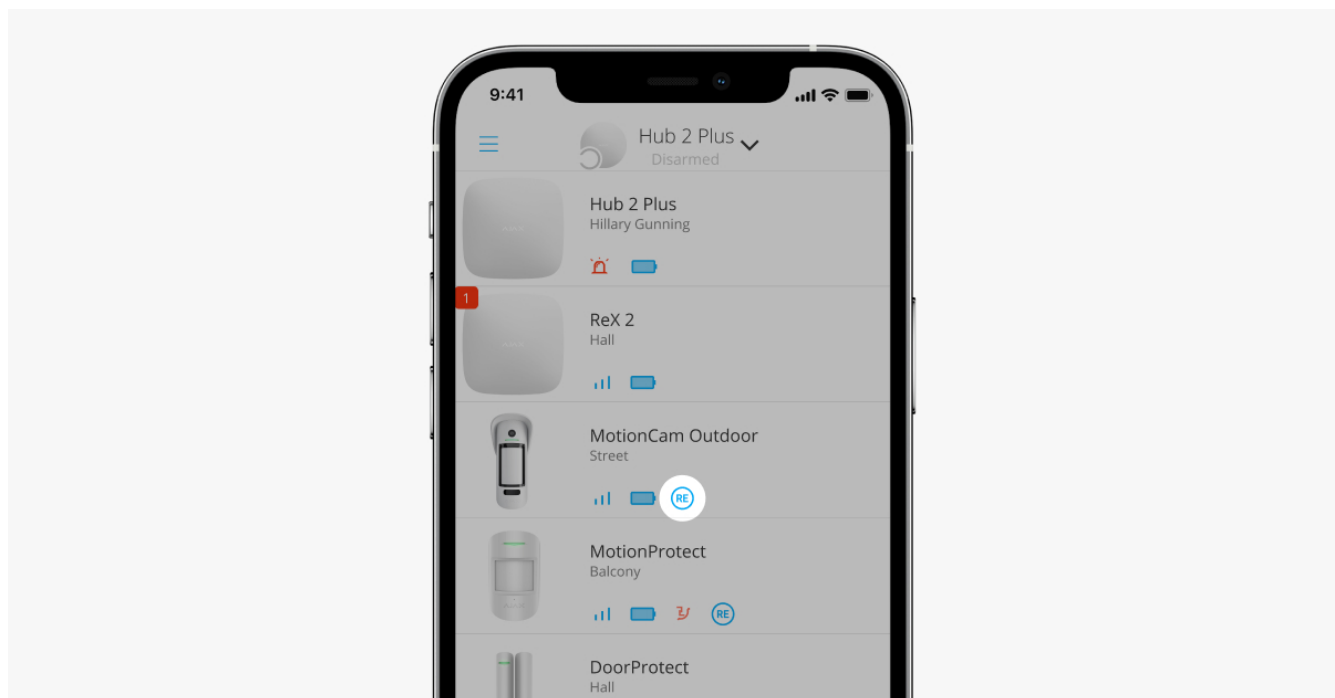 9:41
Hub 2 Plus
Disarmed
Hub 2 Plus
Hillary Gunning
1
ReX 2
Hall
MotionCam Outdoor
Street
RE
MotionProtect
Balcony
RE
DoorProtect
Hall